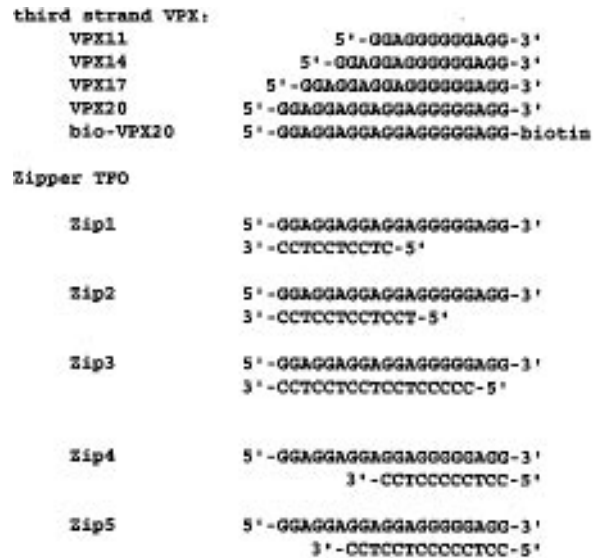 third strand VPX:
VPX11 5'-GGAGGGGGAGG-3'
VPX14 5'-GGAGGAGGGGGAGG-3'
VPX17 5'-GGAGGAGGAGGGGGAGG-3'
VPX20 5'-GGAGGAGGAGGAGGGGGAGG-3'
bio-VPX20 5'-GGAGGAGGAGGAGGGGGAGG-biotin
Zipper TFO
Zip1 5'-GGAGGAGGAGGAGGGGGAGG-3'
3'-CCTCCTCCTC-5'
Zip2 5'-GGAGGAGGAGGAGGGGGAGG-3'
3'-CCTCCTCCTCCT-5'
Zip3 5'-GGAGGAGGAGGAGGGGGAGG-3'
3'-CCTCCTCCTCCTCCCCC-5'
Zip4 5'-GGAGGAGGAGGAGGGGGAGG-3'
3'-CCTCCCCCTCC-5'
Zip5 5'-GGAGGAGGAGGAGGGGGAGG-3'
3'-CCTCCTCCCCCTCC-5'